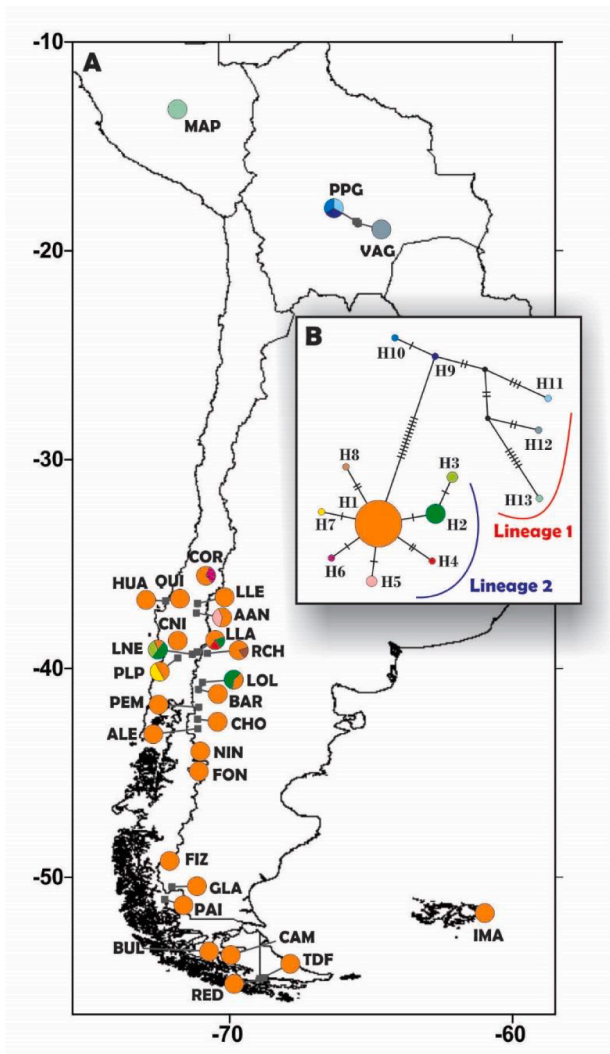 -10
A
MAP
PPG
-20
VAG
B
H10
H9
H11
H12
H8
H3
H1
H13
H7
H2
Lineage 1
-30
H6
H4
H5
Lineage 2
COR
HUA QUI LLE
AAN
CNI
LLA
LNE
RCH
-40
PLP
LOL
PEM
BAR
CHO
ALE
NIN
FON
FIZ
-50
GLA
PAI
IMA
CAM
BUL
TDF
RED
-70 -60